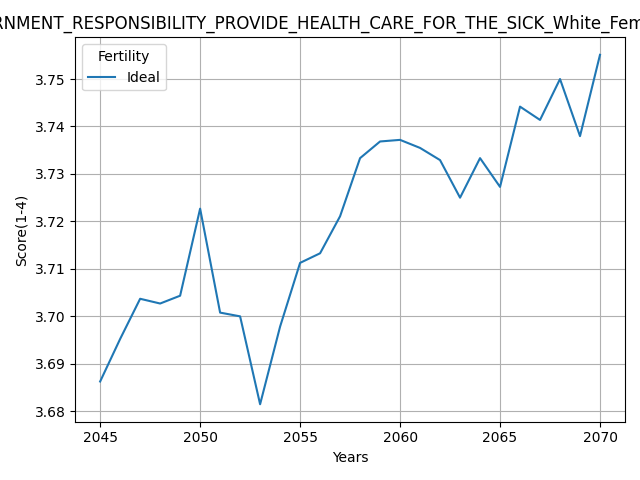 RNMENT_RESPONSIBILITY_PROVIDE_HEALTH_CARE_FOR_THE_SICK_White_Fem
Fertility
Ideal
3.75
3.74
3.73
3.72
3.71
3.70
3.69
3.68
Score(1-4)
2045 2050 2055 2060 2065 2070
Years